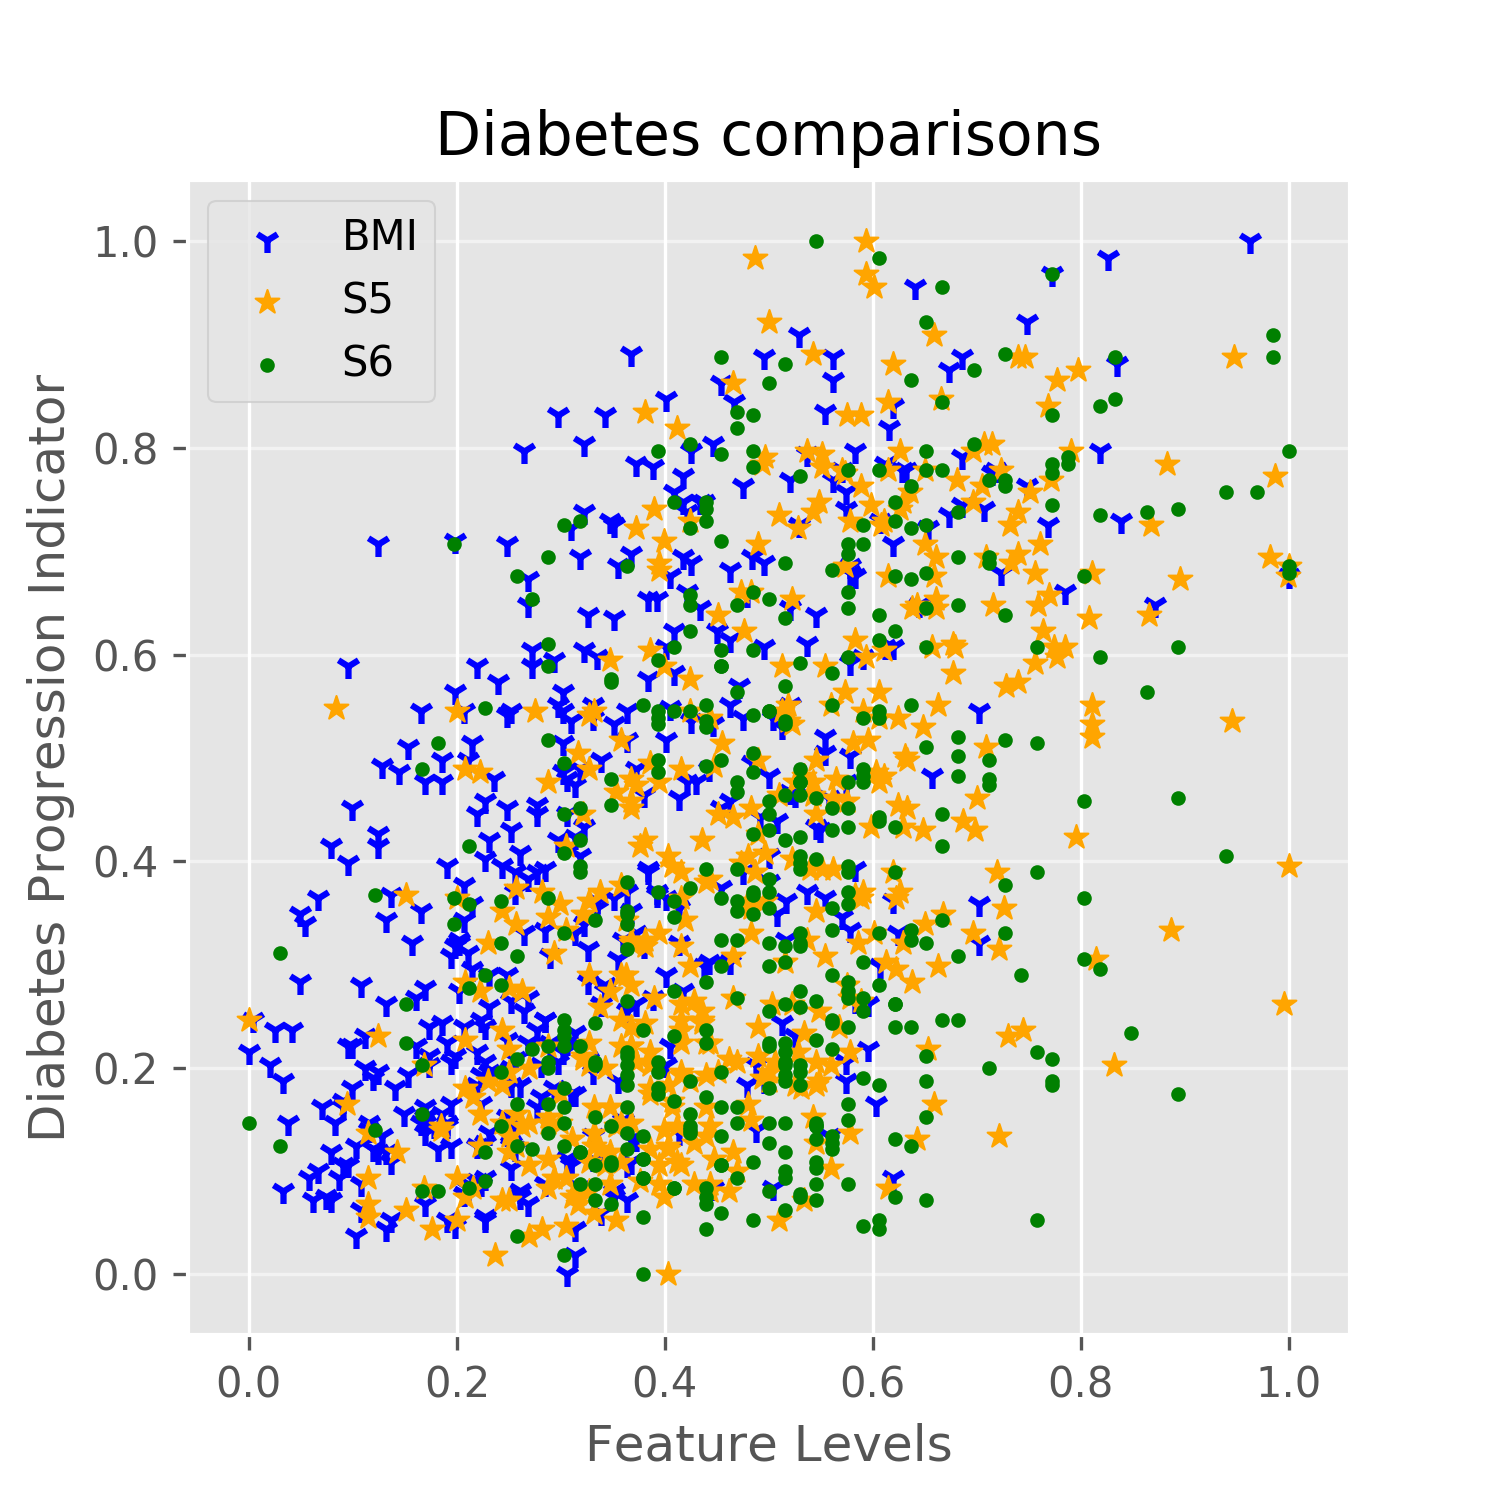 Diabetes comparisons
BMI
S5
S6
1.0
0.8
0.6
0.4
0.2
0.0
Diabetes Progression Indicator
0.0 0.2 0.4 0.6 0.8 1.0
Feature Levels